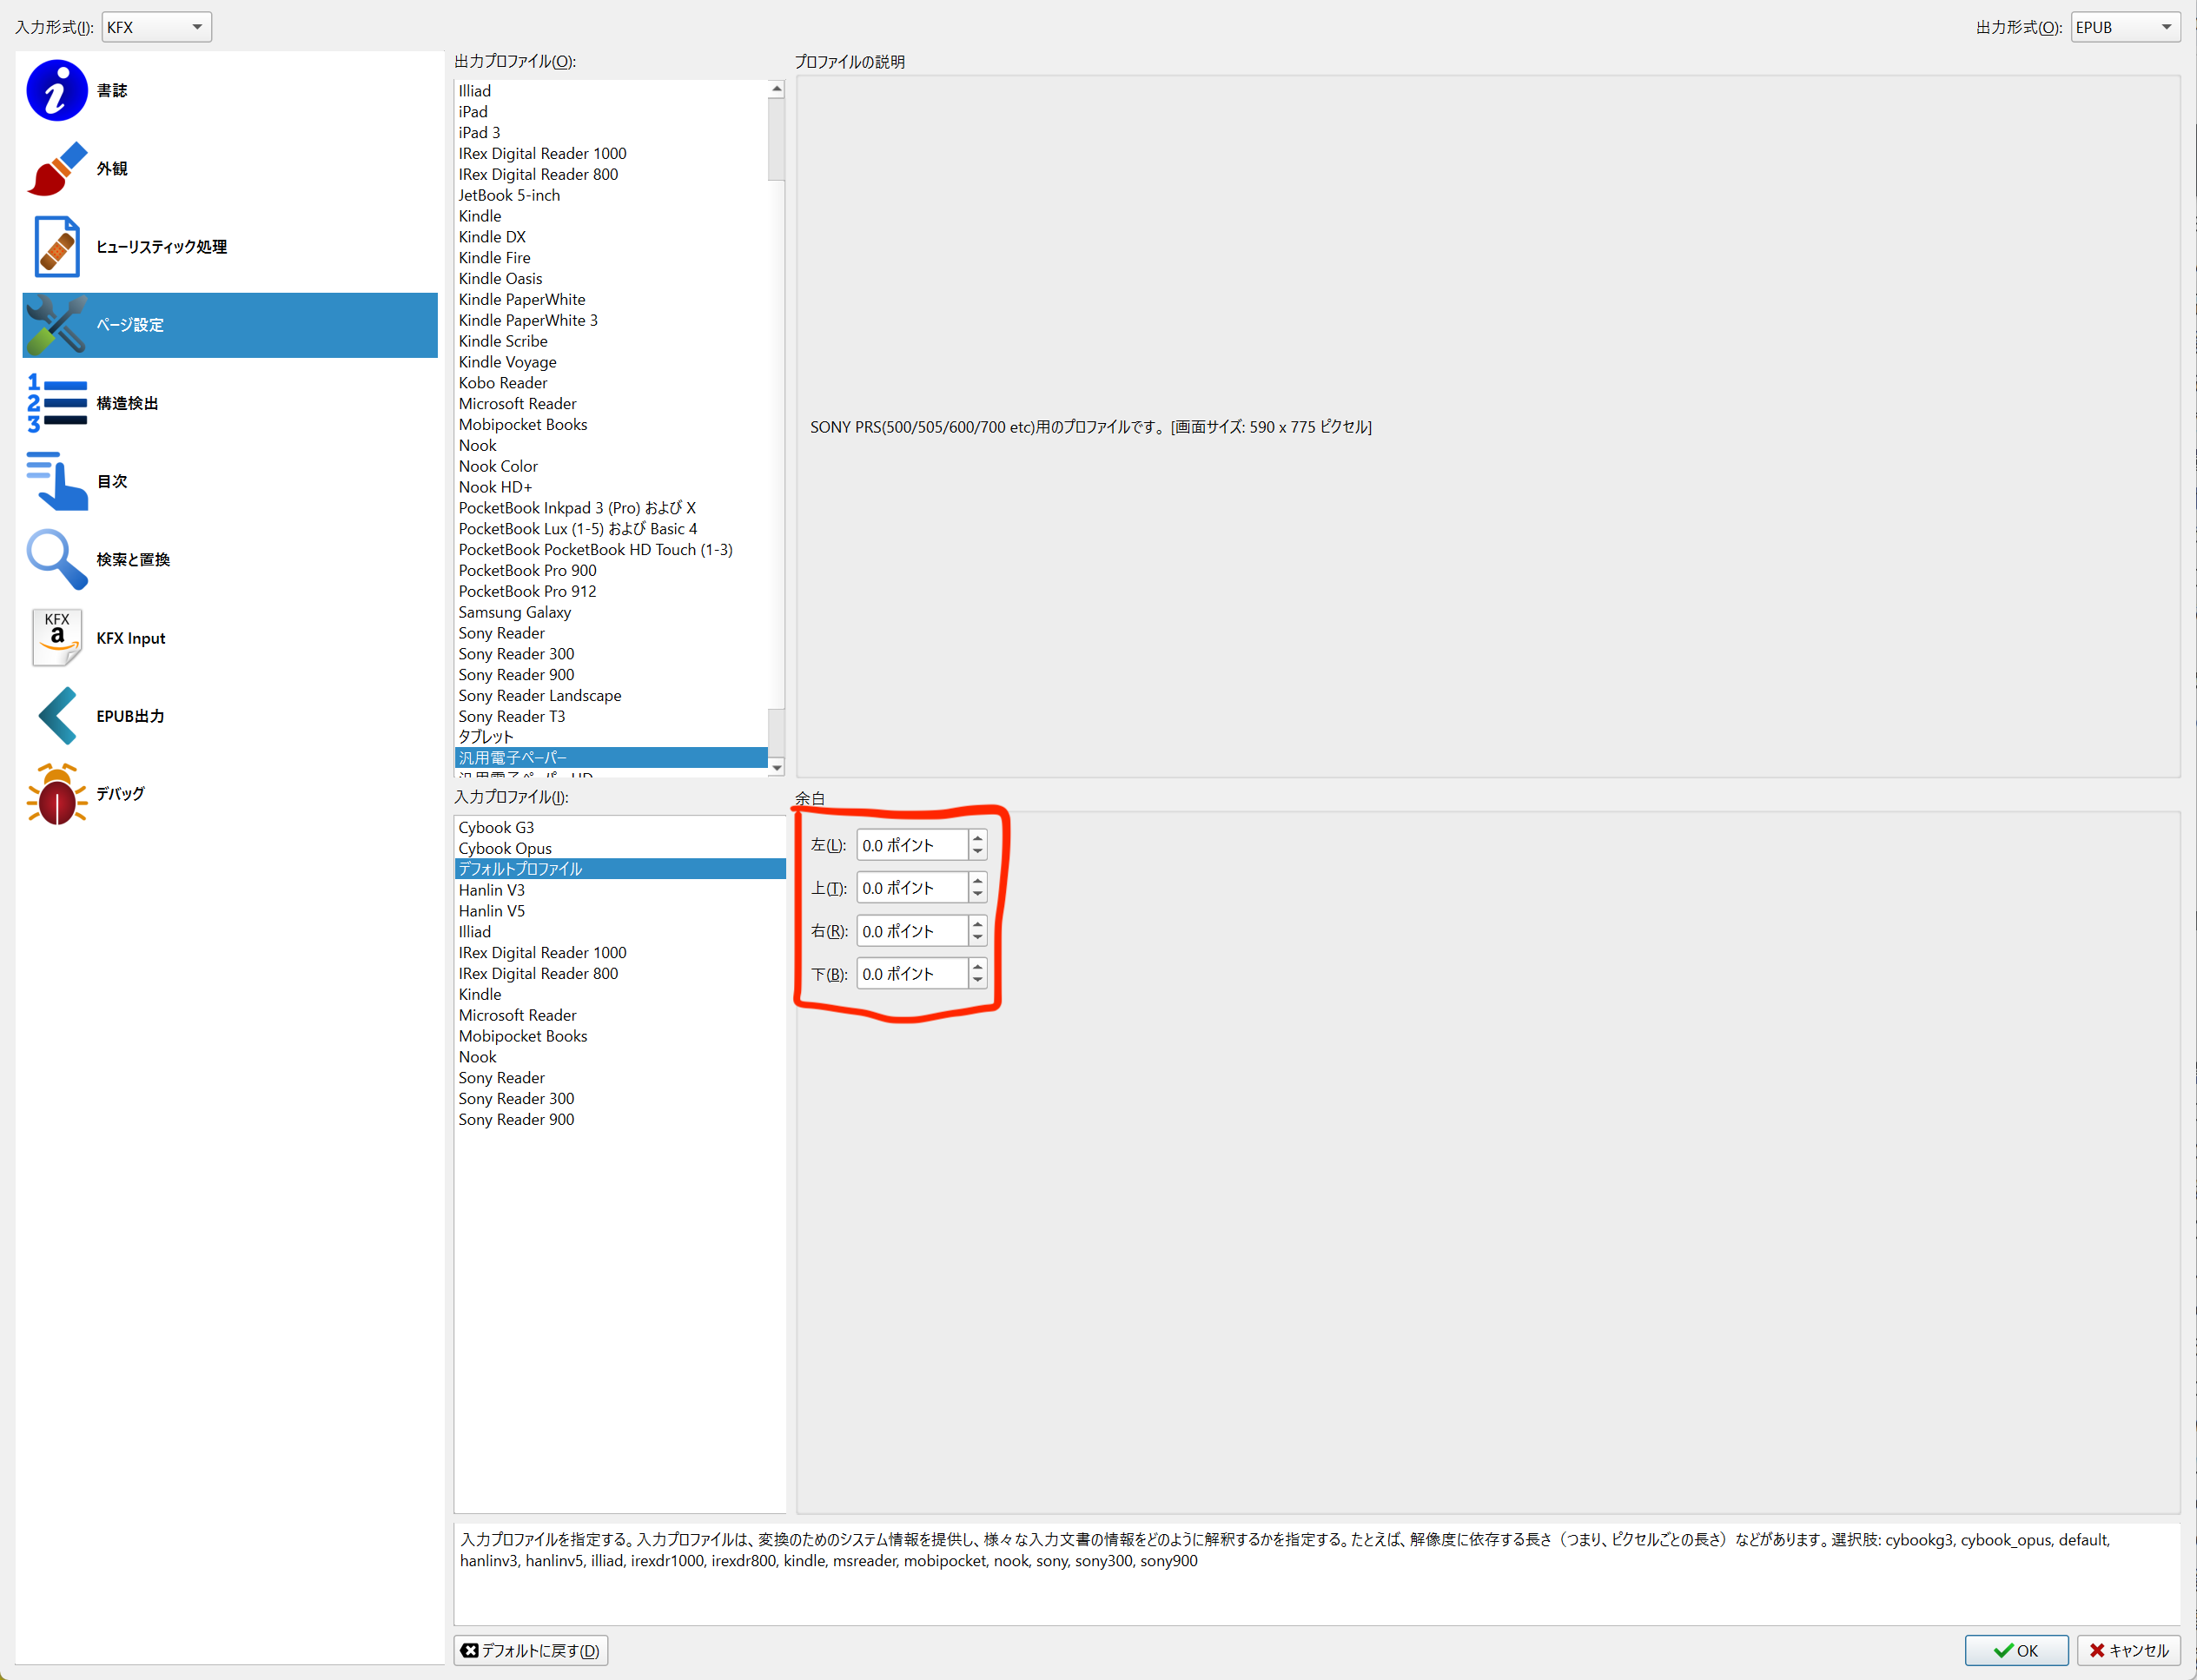 入力形式(I): KFX
出力形式(O): EPUB
書誌
外観
ヒューリスティック処理
ページ設定
構造検出
目次
検索と置換
KFX
a
KFX Input
EPUB出力
デバッグ
出力プロファイル(O):
Illiad
iPad
iPad 3
IRex Digital Reader 1000
IRex Digital Reader 800
JetBook 5-inch
Kindle
Kindle DX
Kindle Fire
Kindle Oasis
Kindle PaperWhite
Kindle PaperWhite 3
Kindle Scribe
Kindle Voyage
Kobo Reader
Microsoft Reader
Mobipocket Books
Nook
Nook Color
Nook HD+
PocketBook Inkpad 3 (Pro) および X
PocketBook Lux (1-5) および Basic 4
PocketBook PocketBook HD Touch (1-3)
PocketBook Pro 900
PocketBook Pro 912
Samsung Galaxy
Sony Reader
Sony Reader 300
Sony Reader 900
Sony Reader Landscape
Sony Reader T3
タブレット
汎用電子ペーパー
汎用電子ペーパー HD
プロファイルの説明
SONY PRS(500/505/600/700 etc)用のプロファイルです。 [画面サイズ: 590 x 775 ピクセル]
入力プロファイル(I):
Cybook G3
Cybook Opus
デフォルトプロファイル
Hanlin V3
Hanlin V5
Illiad
IRex Digital Reader 1000
IRex Digital Reader 800
Kindle
Microsoft Reader
Mobipocket Books
Nook
Sony Reader
Sony Reader 300
Sony Reader 900
余白
左(L): 0.0 ポイント
上(T): 0.0 ポイント
右(R): 0.0 ポイント
下(B): 0.0 ポイント
入力プロファイルを指定する。入力プロファイルは、変換のためのシステム情報を提供し、様々な入力文書の情報をどのように解釈するかを指定する。たとえば、解像度に依存する長さ（つまり、ピクセルごとの長さ）などがあります。選択肢: cybookg3, cybook_opus, default,
hanlinv3, hanlinv5, illiad, irexdr1000, irexdr800, kindle, msreader, mobipocket, nook, sony, sony300, sony900
デフォルトに戻す(D)
OK
キャンセル